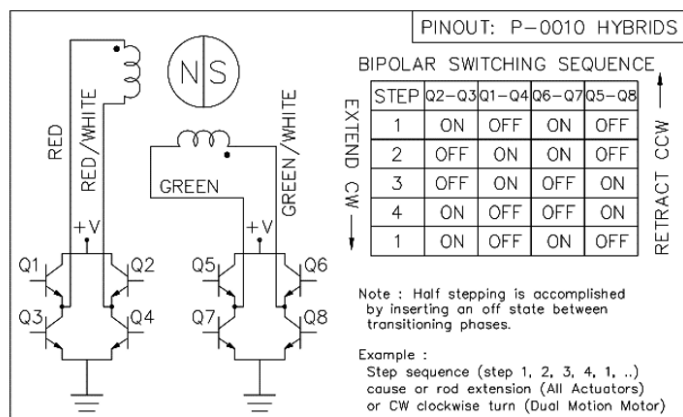 PINOUT: P-0010 HYBRIDS
BIPOLAR SWITCHING SEQUENCE
STEP Q2-Q3 Q1-Q4 Q6-Q7 Q5-Q8
1 ON OFF ON OFF
2 OFF ON ON OFF
3 OFF ON OFF ON
4 ON OFF OFF ON
1 ON OFF ON OFF
EXTEND CW
RETRACT CCW
N S
RED
RED/WHITE
GREEN
GREEN/WHITE
+V
+V
Q1 Q2
Q3 Q4
Q5 Q6
Q7 Q8
Note : Half stepping is accomplished
by inserting an off state between
transitioning phases.
Example :
Step sequence (step 1, 2, 3, 4, 1, ..)
cause or rod extension (All Actuators)
or CW clockwise turn (Dual Motion Motor)